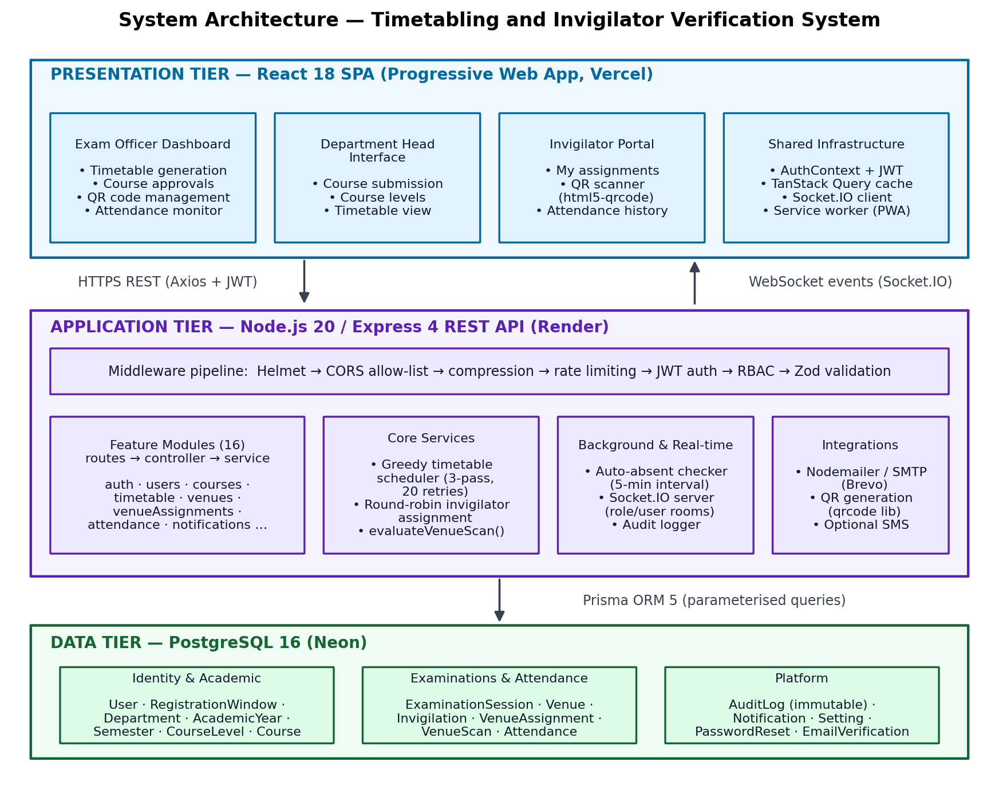 System Architecture — Timetabling and Invigilator Verification System
PRESENTATION TIER — React 18 SPA (Progressive Web App, Vercel)
Exam Officer Dashboard
• Timetable generation
• Course approvals
• QR code management
• Attendance monitor
Department Head
Interface
• Course submission
• Course levels
• Timetable view
Invigilator Portal
• My assignments
• QR scanner
(html5-qrcode)
• Attendance history
Shared Infrastructure
• AuthContext + JWT
• TanStack Query cache
• Socket.IO client
• Service worker (PWA)
HTTPS REST (Axios + JWT)
WebSocket events (Socket.IO)
APPLICATION TIER — Node.js 20 / Express 4 REST API (Render)
Middleware pipeline:  Helmet → CORS allow-list → compression → rate limiting → JWT auth → RBAC → Zod validation
Feature Modules (16)
routes → controller → service
auth · users · courses ·
timetable · venues ·
venueAssignments ·
attendance · notifications …
Core Services
• Greedy timetable
scheduler (3-pass,
20 retries)
• Round-robin invigilator
assignment
• evaluateVenueScan()
Background & Real-time
• Auto-absent checker
(5-min interval)
• Socket.IO server
(role/user rooms)
• Audit logger
Integrations
• Nodemailer / SMTP
(Brevo)
• QR generation
(qrcode lib)
• Optional SMS
Prisma ORM 5 (parameterised queries)
DATA TIER — PostgreSQL 16 (Neon)
Identity & Academic
User · RegistrationWindow ·
Department · AcademicYear ·
Semester · CourseLevel · Course
Examinations & Attendance
ExaminationSession · Venue ·
Invigilation · VenueAssignment ·
VenueScan · Attendance
Platform
AuditLog (immutable) ·
Notification · Setting ·
PasswordReset · EmailVerification